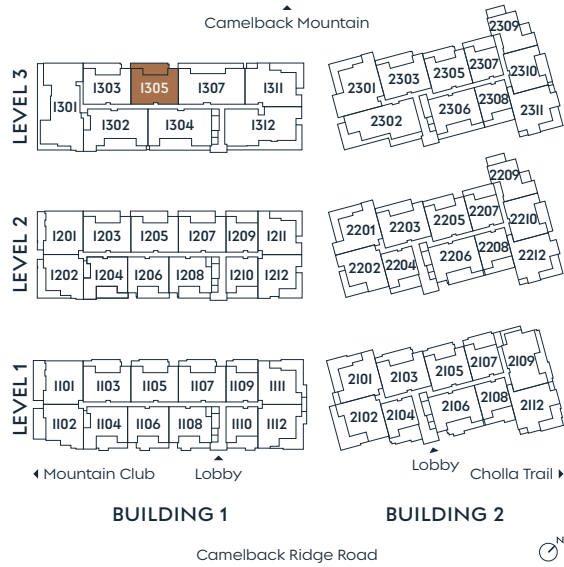 Camelback Mountain
LEVEL 3
1301 1303 1305 1307 1311
1302 1304 1312
2301 2303 2305 2307 2309 2310
2302 2306 2308 2311
LEVEL 2
1201 1203 1205 1207 1209 1211
1202 1204 1206 1208 1210 1212
2201 2203 2205 2207 2209 2210
2202 2204 2206 2208 2212
LEVEL 1
1101 1103 1105 1107 1109 1111
1102 1104 1106 1108 1110 1112
2101 2103 2105 2107 2109
2102 2104 2106 2108 2112
Mountain Club
Lobby
Lobby
Cholla Trail
BUILDING 1
BUILDING 2
Camelback Ridge Road
N